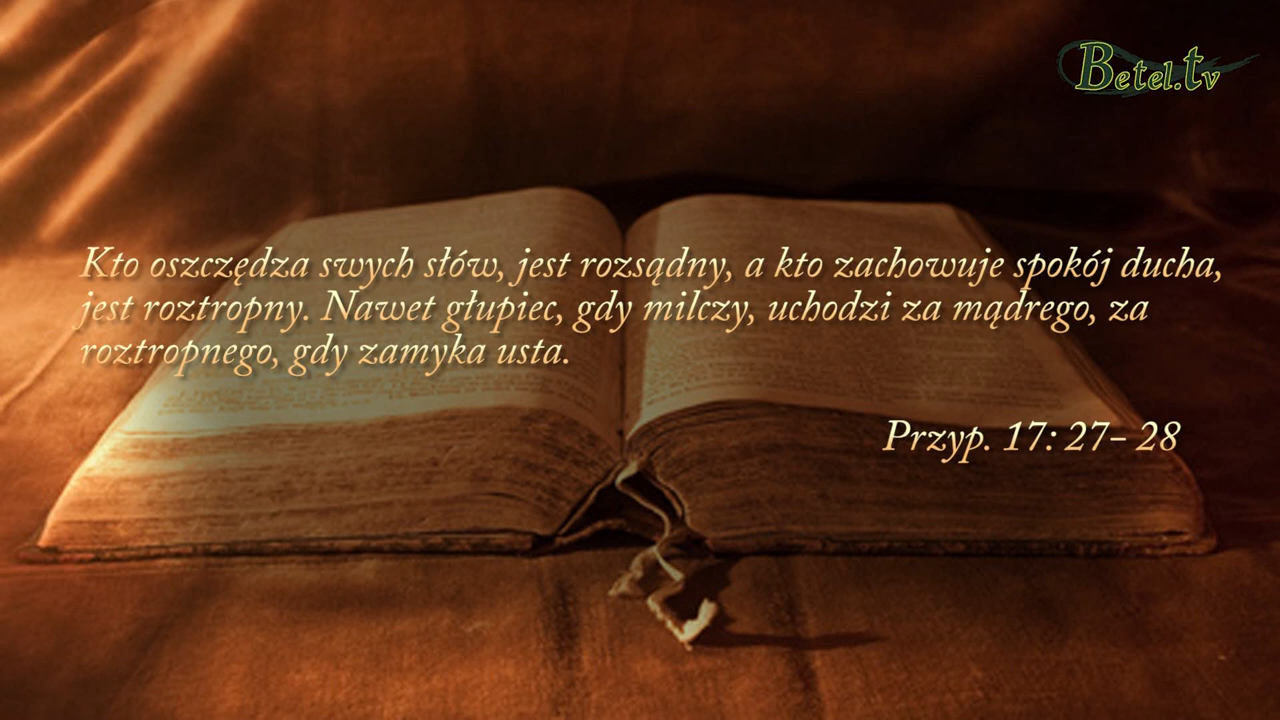 Betel.tv
Kto oszczędza swych słów, jest rozsądny, a kto zachowuje spokój ducha,
jest roztropny. Nawet głupiec, gdy milczy, uchodzi za mądrego, za
roztropnego, gdy zamyka usta.
Przyp. 17: 27- 28